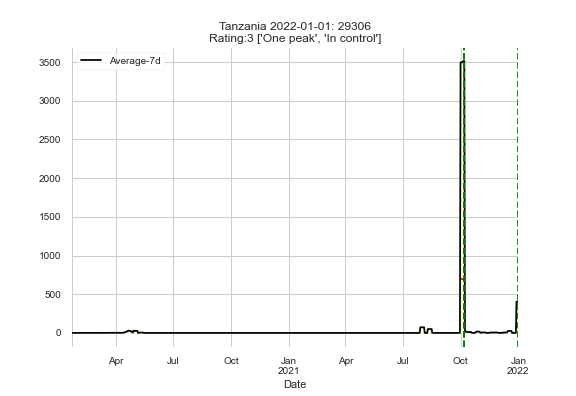 Tanzania 2022-01-01: 29306
Rating:3 ['One peak', 'In control']
Average-7d
3500
3000
2500
2000
1500
1000
500
0
Apr Jul Oct Jan Apr Jul Oct Jan
2021 2022
Date